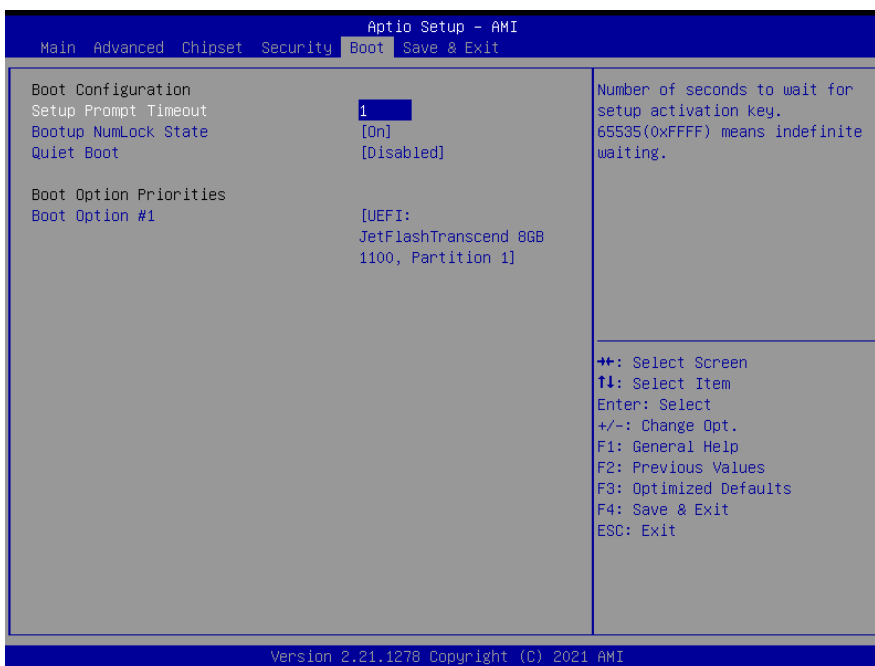 Aptio Setup – AMI
Main Advanced Chipset Security Boot Save & Exit
Boot Configuration
Setup Prompt Timeout 1
Bootup NumLock State [On]
Quiet Boot [Disabled]
Boot Option Priorities
Boot Option #1 [UEFI:
JetFlashTranscend 8GB
1100, Partition 1]
Number of seconds to wait for
setup activation key.
65535(0xFFFF) means indefinite
waiting.
→←: Select Screen
↑↓: Select Item
Enter: Select
+/-: Change Opt.
F1: General Help
F2: Previous Values
F3: Optimized Defaults
F4: Save & Exit
ESC: Exit
Version 2.21.1278 Copyright (C) 2021 AMI